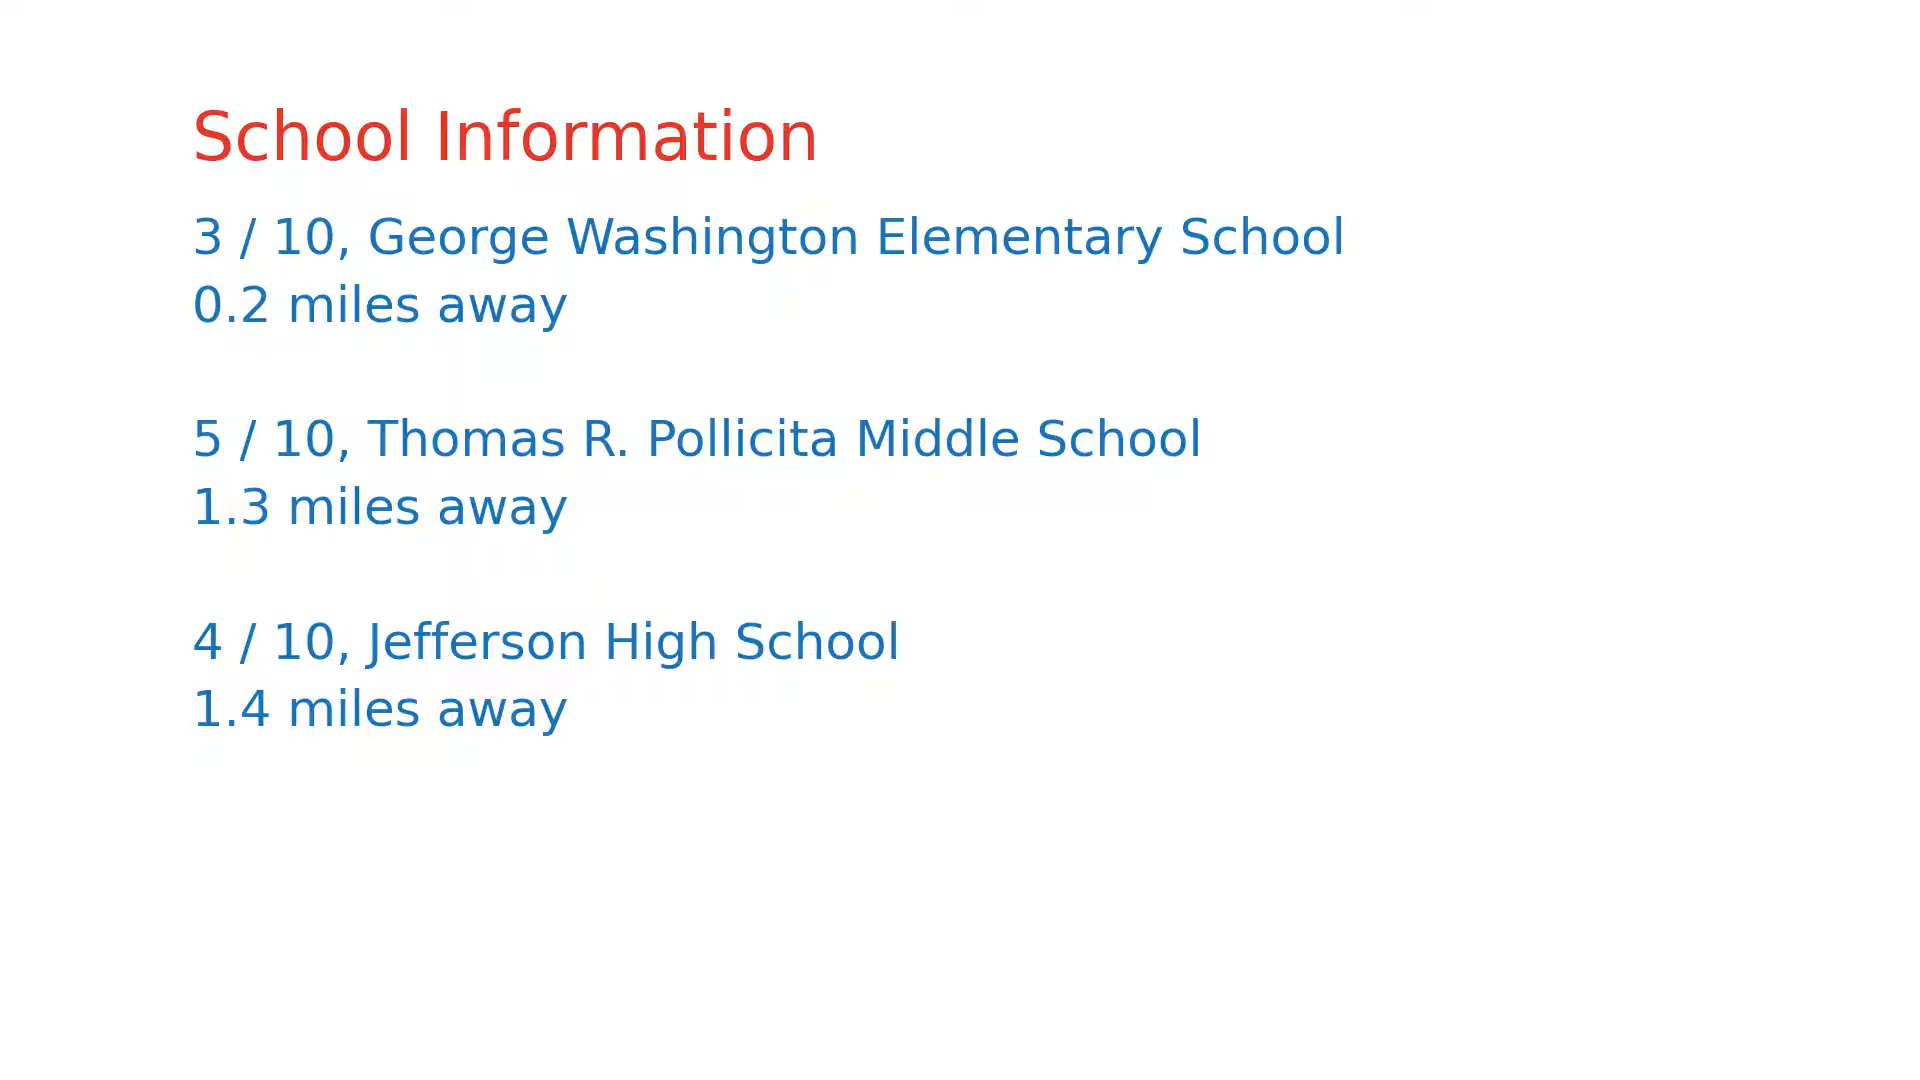 School Information
3 / 10, George Washington Elementary School
0.2 miles away
5 / 10, Thomas R. Pollicita Middle School
1.3 miles away
4 / 10, Jefferson High School
1.4 miles away